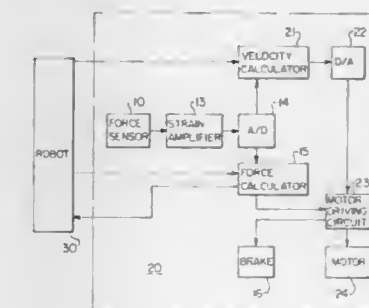 21
22
VELOCITY
CALCULATOR
D/A
10
13
14
FORCE
SENSOR
STRAIN
AMPLIFIER
A/D
15
ROBOT
FORCE
CALCULATOR
23
MOTOR
DRIVING
CIRCUIT
30
20
BRAKE
MOTOR
16
24